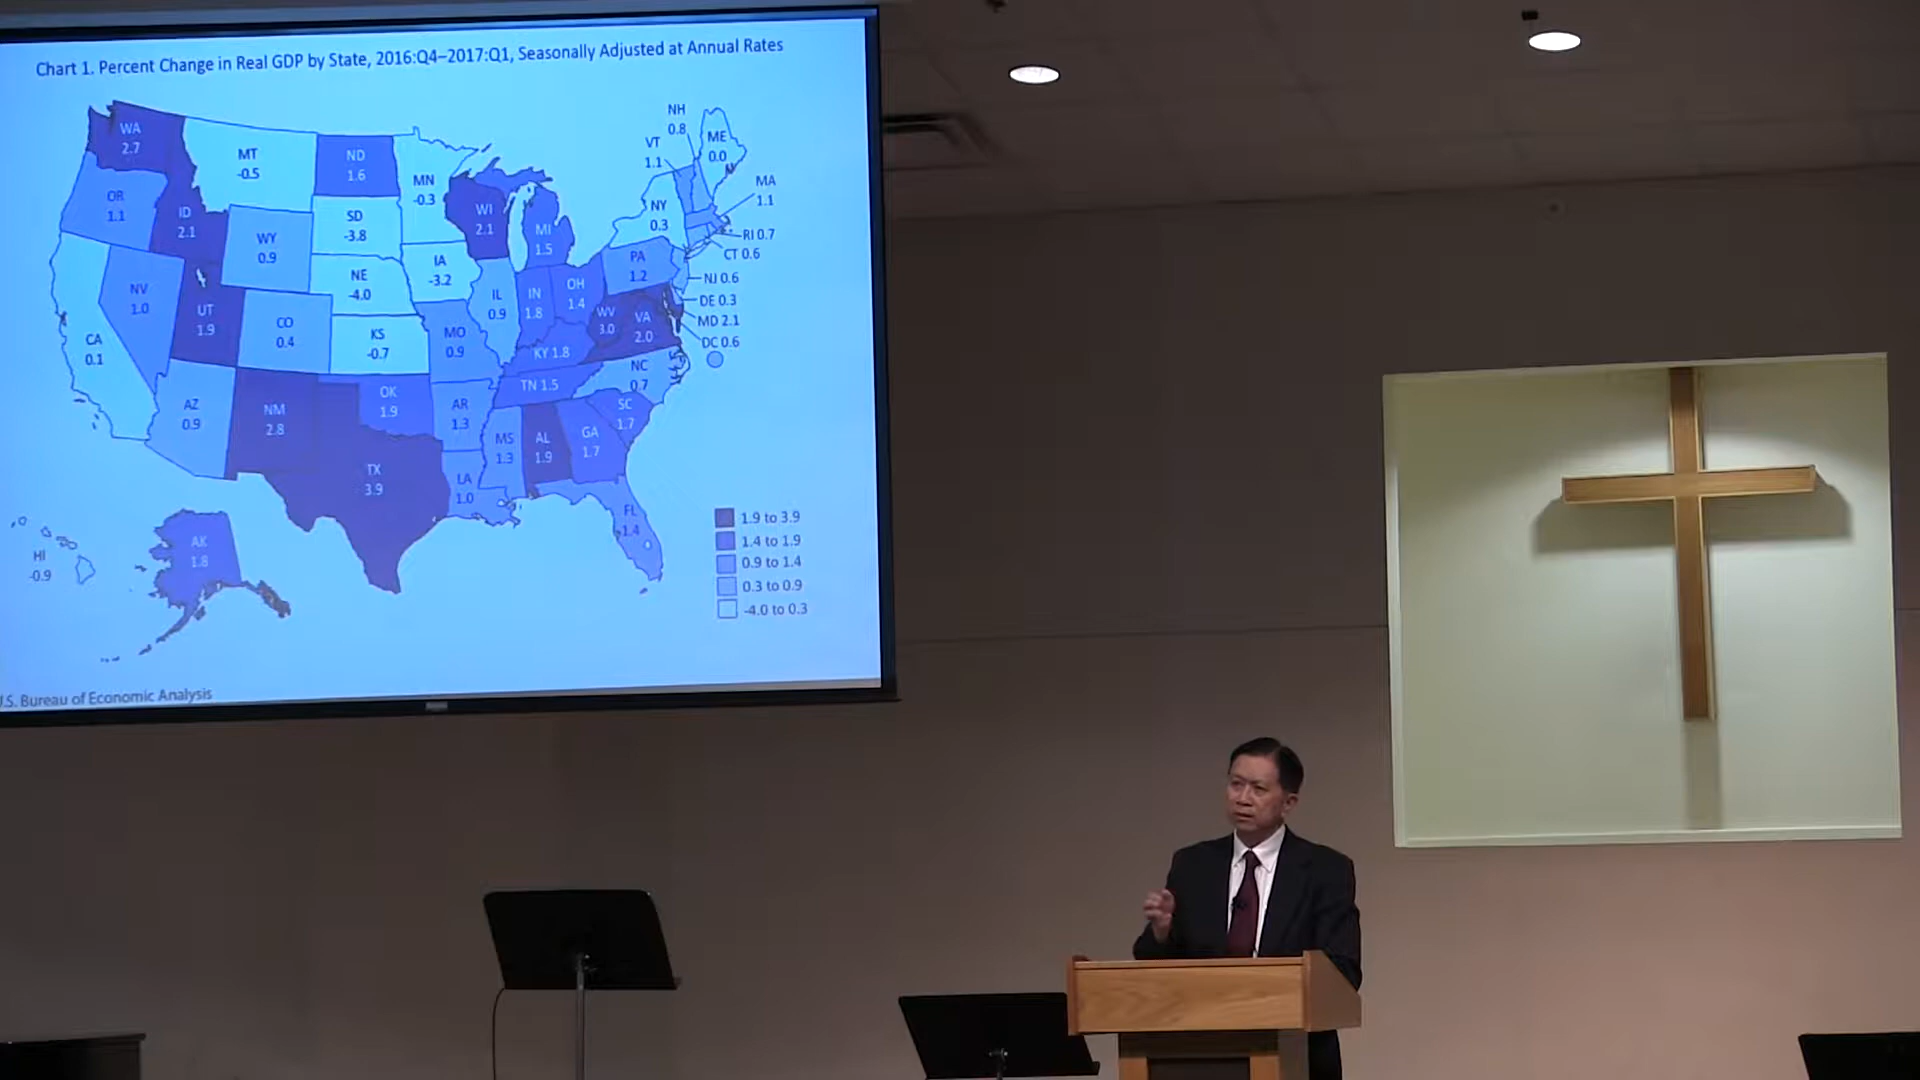 Chart 1. Percent Change in Real GDP by State, 2016:Q4–2017:Q1, Seasonally Adjusted at Annual Rates
WA
2.7
MT
-0.5
ND
1.6
MN
-0.3
OR
1.1
ID
2.1
WY
0.9
SD
-3.8
WI
2.1
MI
1.5
NY
0.3
VT
1.1
NH
0.8
ME
0.0
MA
1.1
RI 0.7
CT 0.6
NJ 0.6
DE 0.3
MD 2.1
DC 0.6
PA
1.2
IA
-3.2
NE
-4.0
NV
1.0
UT
1.9
CO
0.4
CA
0.1
KS
-0.7
MO
0.9
IL
0.9
IN
1.8
OH
1.4
WV
3.0
VA
2.0
KY 1.8
NC
0.7
TN 1.5
SC
1.7
AZ
0.9
NM
2.8
OK
1.9
AR
1.3
MS
1.3
AL
1.9
GA
1.7
TX
3.9
LA
1.0
FL
1.4
AK
1.8
HI
-0.9
1.9 to 3.9
1.4 to 1.9
0.9 to 1.4
0.3 to 0.9
-4.0 to 0.3
U.S. Bureau of Economic Analysis